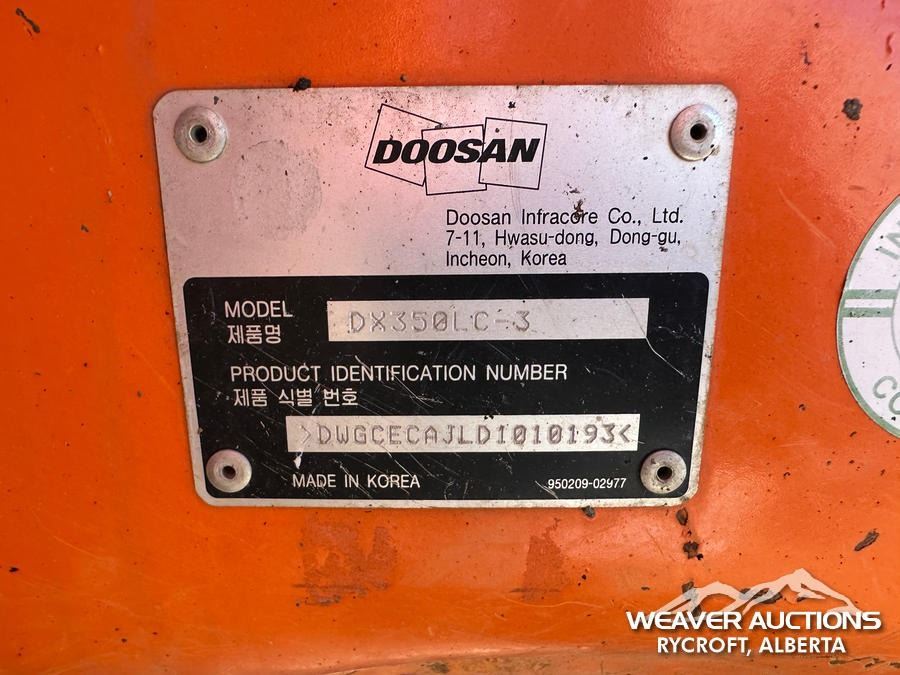 DOOSAN
Doosan Infracore Co., Ltd.
7-11, Hwasu-dong, Dong-gu,
Incheon, Korea
MODEL DX350LC-3
제품명
PRODUCT IDENTIFICATION NUMBER
제품 식별 번호
>DWGCECAJLD1010193<
MADE IN KOREA 950209-02977
WEAVER AUCTIONS
RYCROFT, ALBERTA